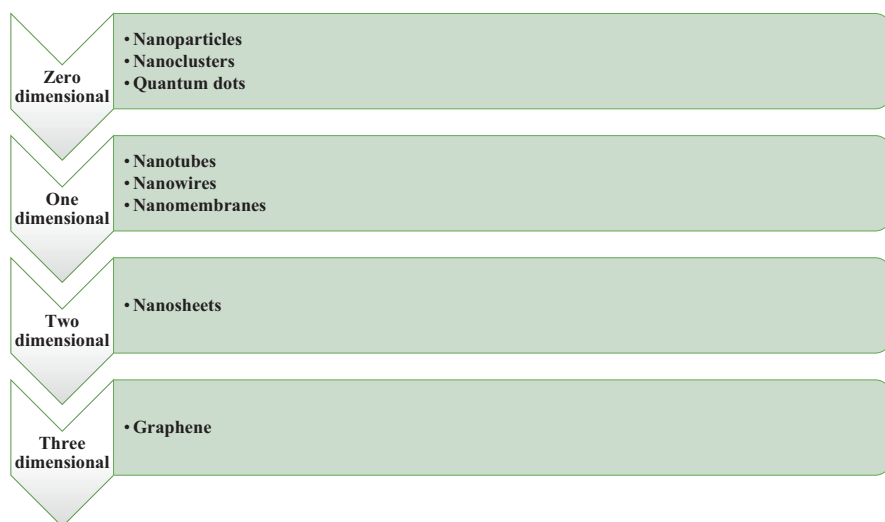 Zero
dimensional
• Nanoparticles
• Nanoclusters
• Quantum dots
One
dimensional
• Nanotubes
• Nanowires
• Nanomembranes
Two
dimensional
• Nanosheets
Three
dimensional
• Graphene